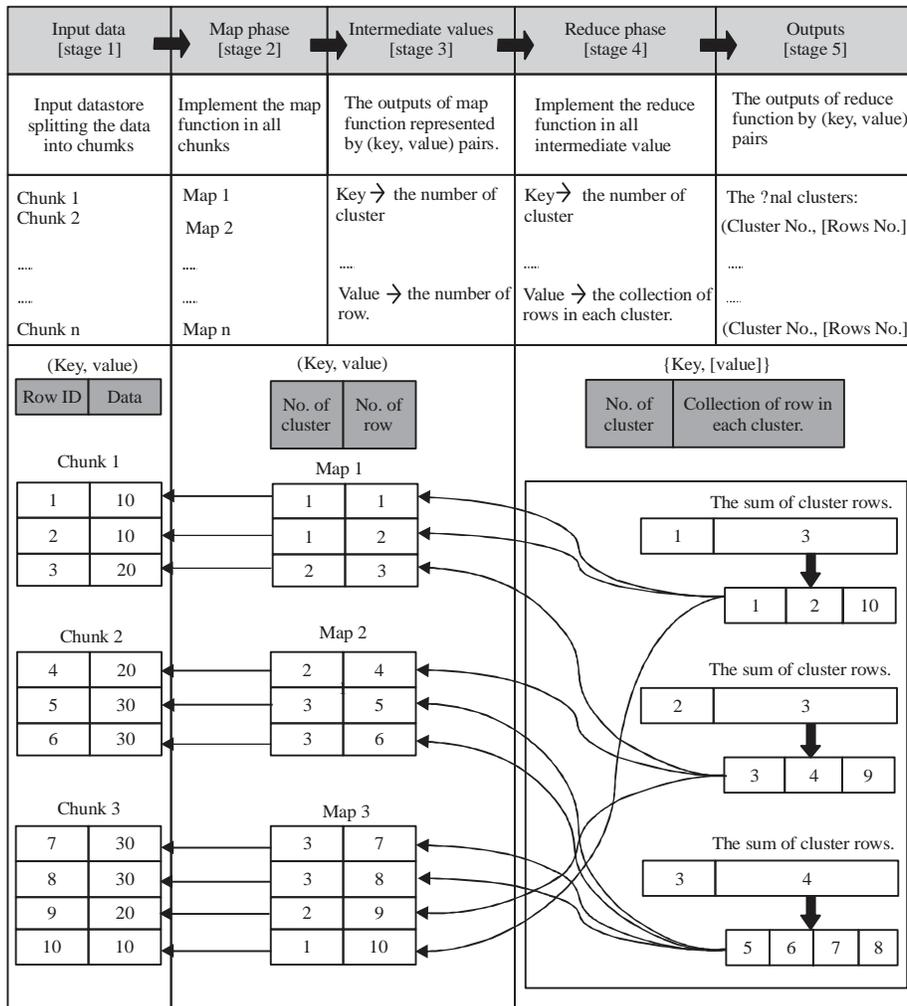 Input data
[stage 1]
Map phase
[stage 2]
Intermediate values
[stage 3]
Reduce phase
[stage 4]
Outputs
[stage 5]
Input datastore
splitting the data
into chumks
Implement the map
function in all
chunks
The outputs of map
function represented
by (key, value) pairs.
Implement the reduce
function in all
intermediate value
The outputs of reduce
function by (key, value)
pairs
Chunk 1
Chunk 2
.....
.....
Chunk n
Map 1
Map 2
.....
.....
Map n
Key → the number of
cluster
.....
Value → the number of
row.
Key → the number of
cluster
.....
Value → the collection of
rows in each cluster.
The ?nal clusters:
(Cluster No., [Rows No.]
.....
.....
(Cluster No., [Rows No.]
(Key, value)
Row ID Data
Chunk 1
1 10
2 10
3 20
Chunk 2
4 20
5 30
6 30
Chunk 3
7 30
8 30
9 20
10 10
(Key, value)
No. of
cluster
No. of
row
Map 1
1 1
1 2
2 3
Map 2
2 4
3 5
3 6
Map 3
3 7
3 8
2 9
1 10
{Key, [value]}
No. of
cluster
Collection of row in
each cluster.
The sum of cluster rows.
1 3
1 2 10
The sum of cluster rows.
2 3
3 4 9
The sum of cluster rows.
3 4
5 6 7 8